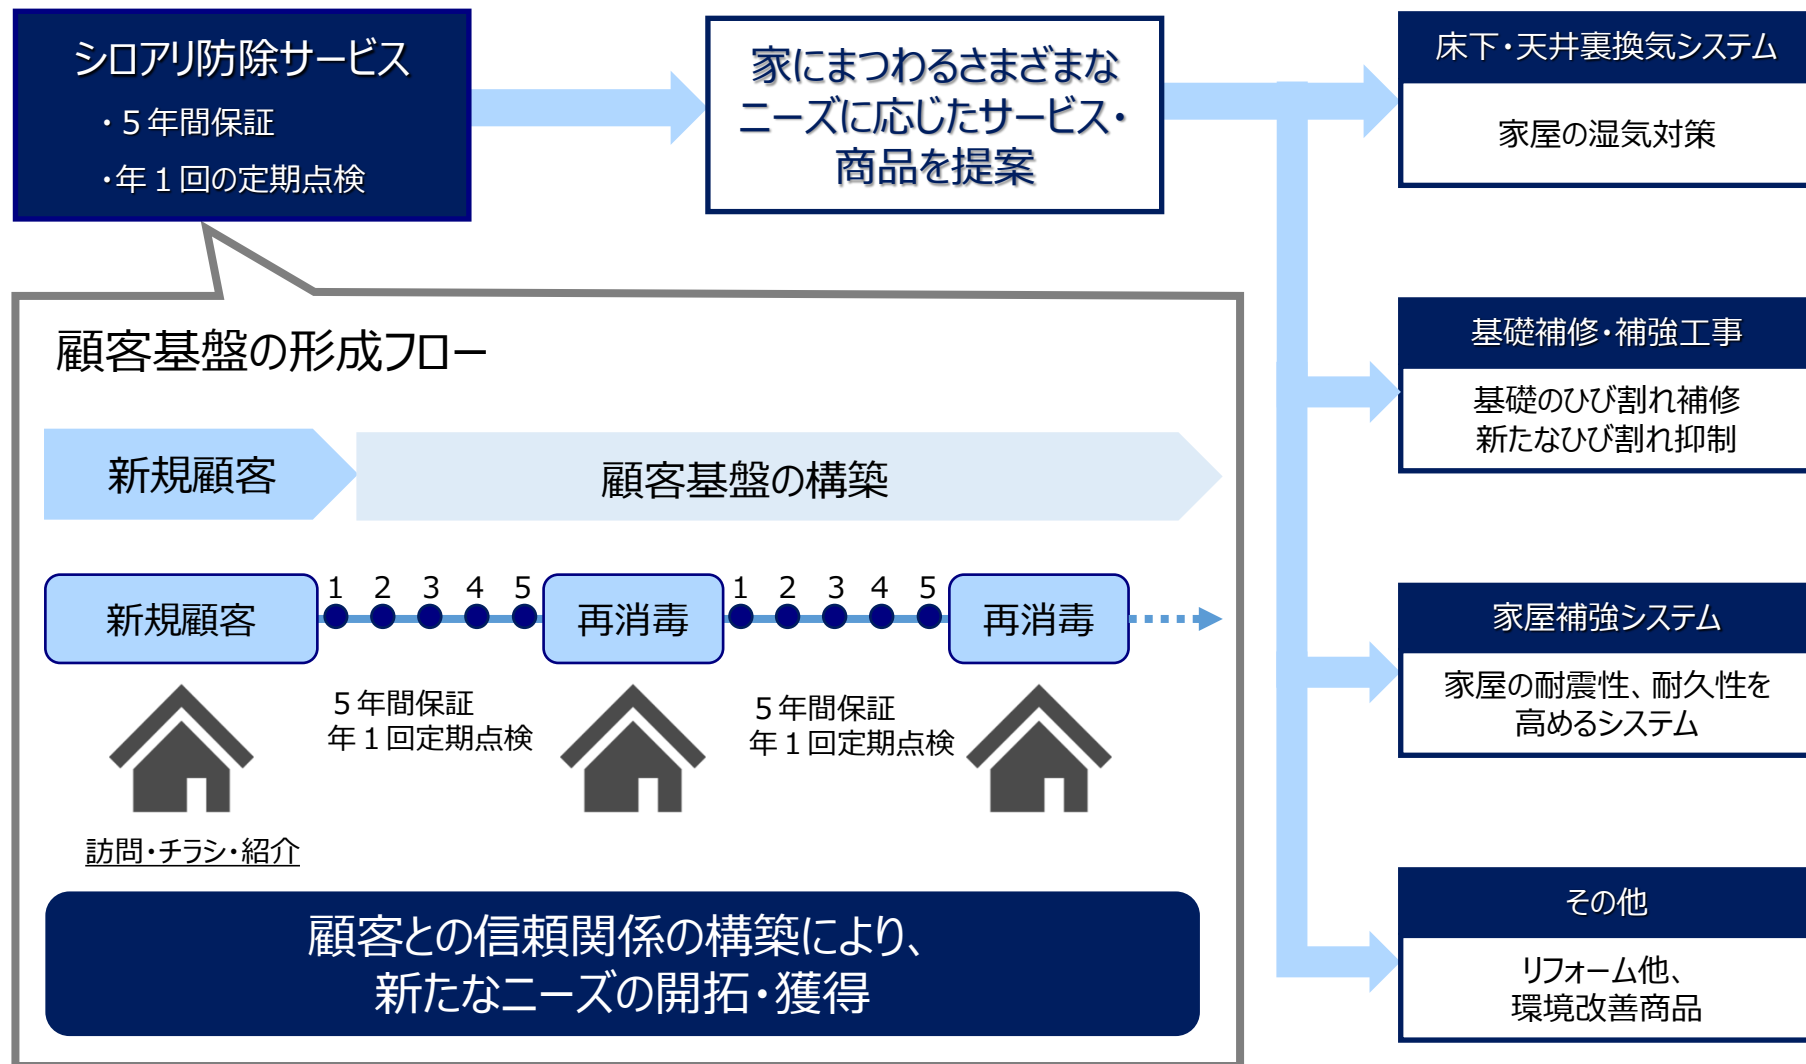 シロアリ防除サービス
・５年間保証
・年１回の定期点検
家にまつわるさまざまな
ニーズに応じたサービス・
商品を提案
床下・天井裏換気システム
家屋の湿気対策
基礎補修・補強工事
基礎のひび割れ補修
新たなひび割れ抑制
家屋補強システム
家屋の耐震性、耐久性を
高めるシステム
その他
リフォーム他、
環境改善商品
顧客基盤の形成フロー
新規顧客
顧客基盤の構築
新規顧客
1 2 3 4 5
再消毒
1 2 3 4 5
再消毒
５年間保証
年１回定期点検
５年間保証
年１回定期点検
訪問・チラシ・紹介
顧客との信頼関係の構築により、
新たなニーズの開拓・獲得